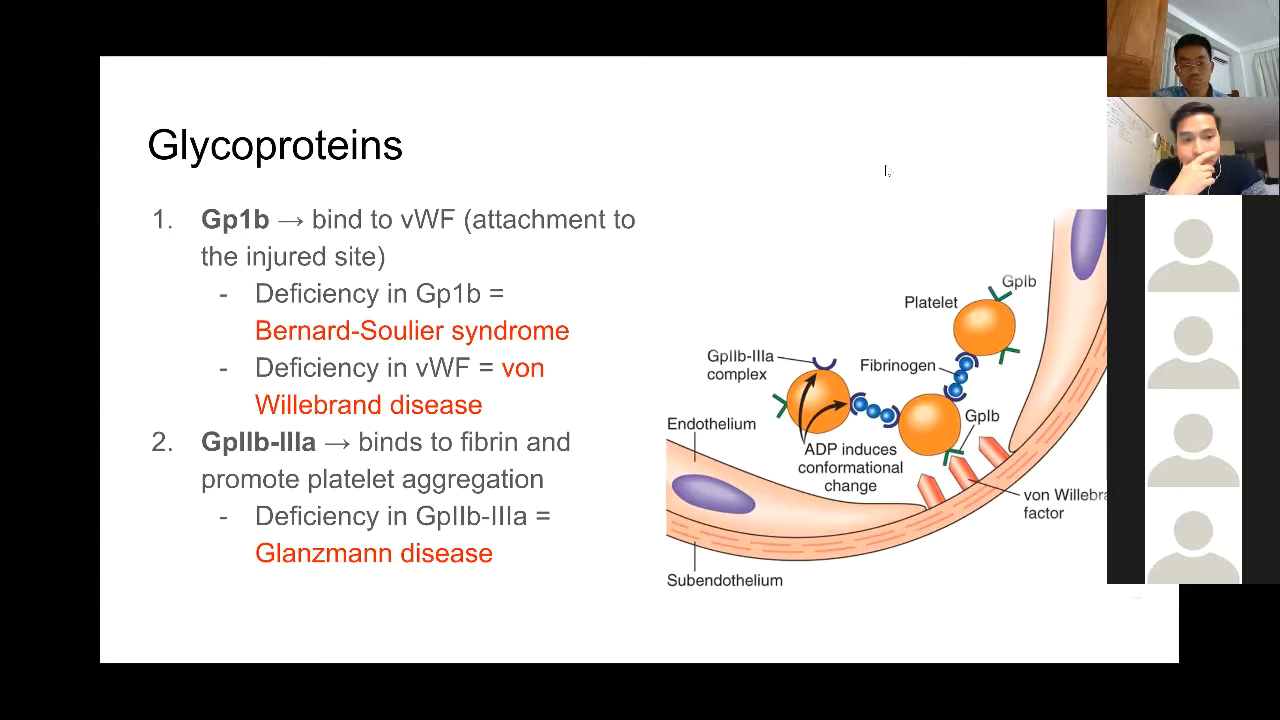 Glycoproteins
1. Gp1b → bind to vWF (attachment to
the injured site)
- Deficiency in Gp1b =
Bernard-Soulier syndrome
- Deficiency in vWF = von
Willebrand disease
2. GpIIb-IIIa → binds to fibrin and
promote platelet aggregation
- Deficiency in GpIIb-IIIa =
Glanzmann disease
GpIb
Platelet
GpIIb-IIIa
complex
Fibrinogen
GpIb
Endothelium
ADP induces
conformational
change
von Willebra
factor
Subendothelium